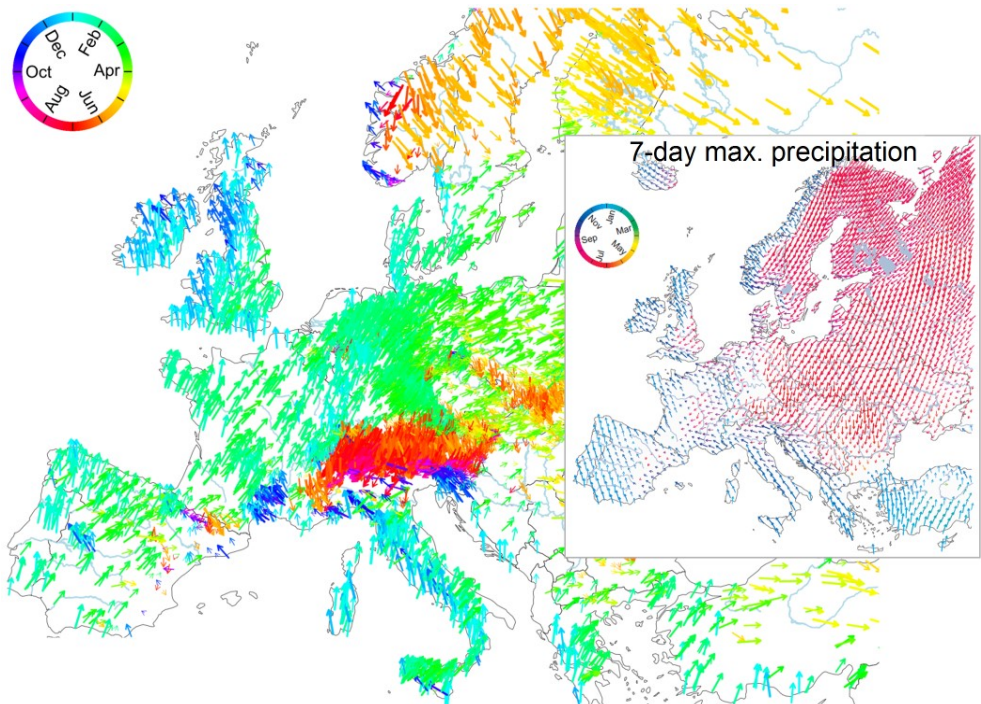 Dec
Feb
Oct
Apr
Aug
Jun
7-day max. precipitation
Nov
Jan
Sep
Mar
Jul
May